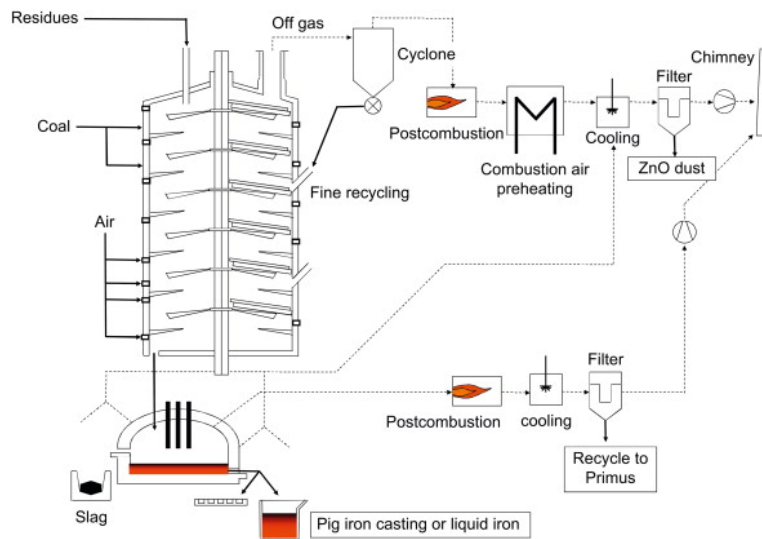 Residues
Off gas
Cyclone
Chimney
Filter
Coal
Postcombustion
Cooling
Combustion air
preheating
ZnO dust
Fine recycling
Air
Filter
Postcombustion
cooling
Recycle to
Primus
Slag
Pig iron casting or liquid iron